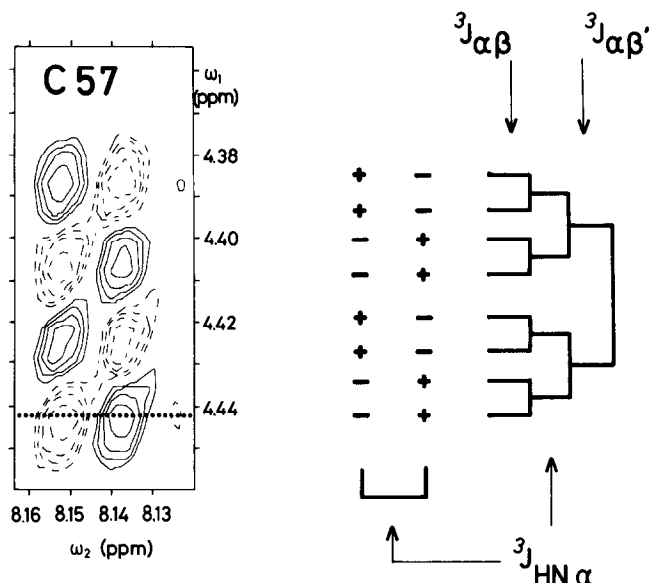 C 57
ω₁
(ppm)
4.38
4.40
4.42
4.44
8.16 8.15 8.14 8.13
ω₂ (ppm)
³Jαβ ³Jαβ'
+ −
+ −
− +
− +
+ −
+ −
− +
− +
³JHNα